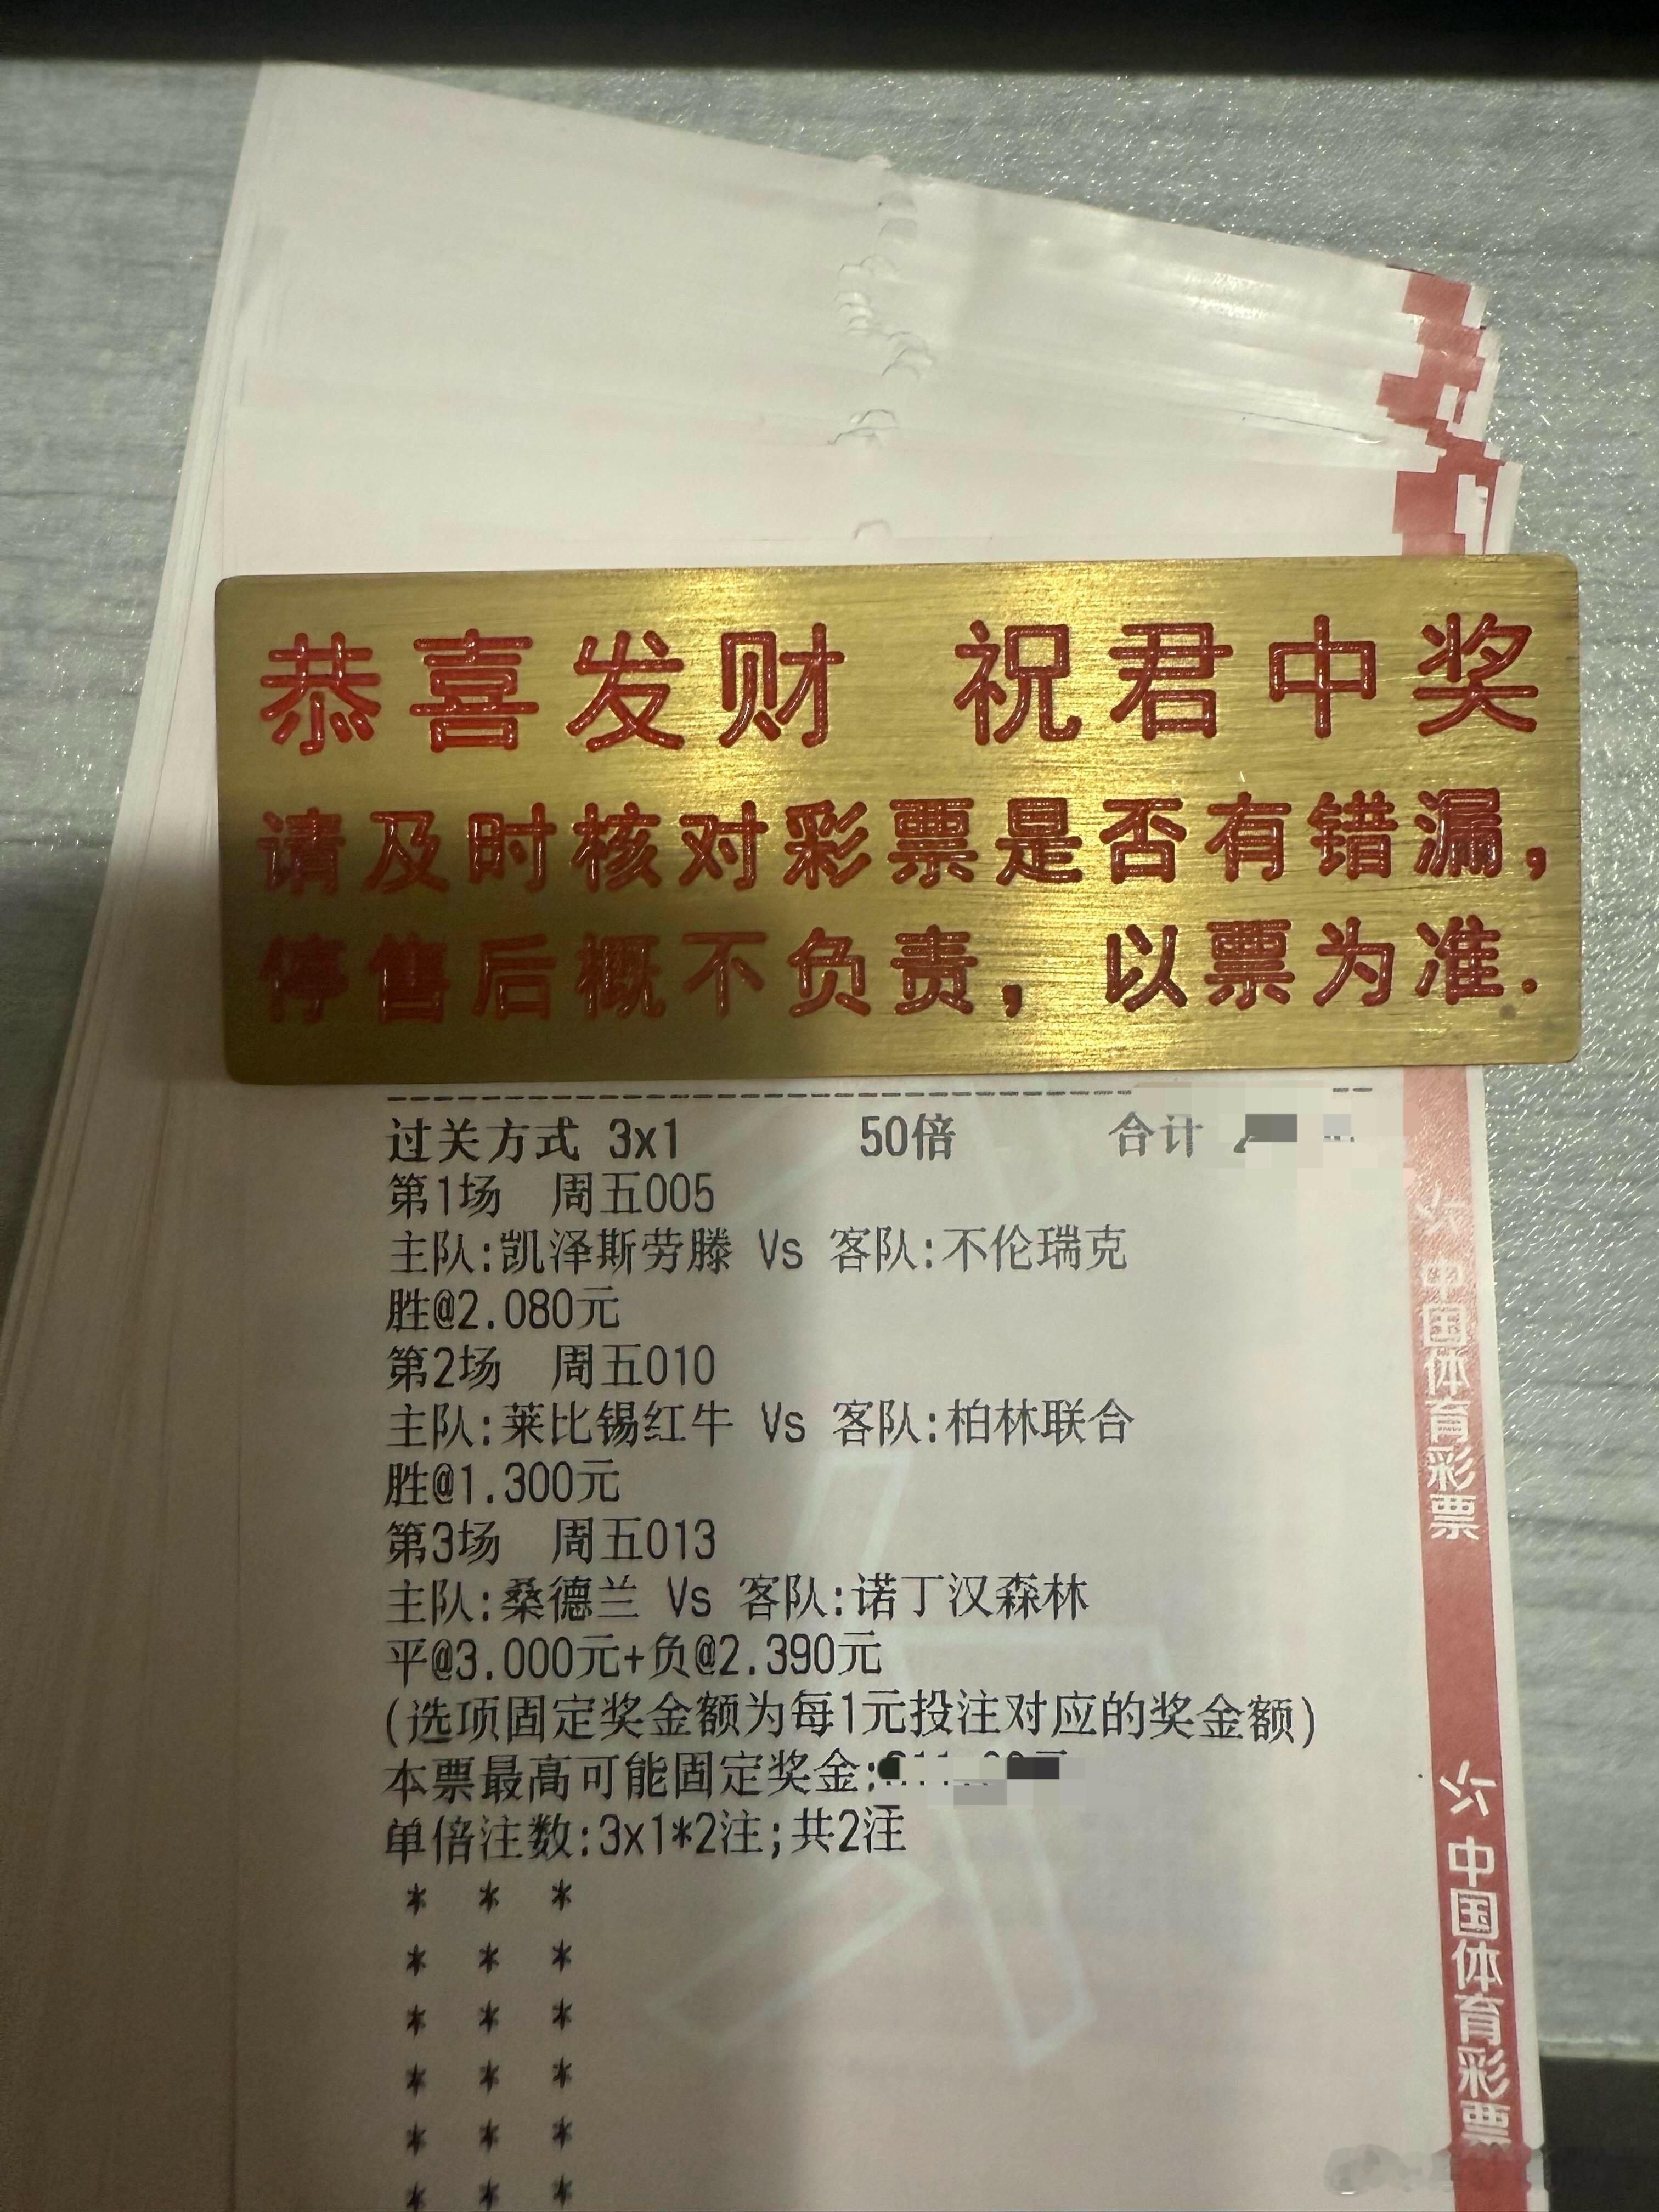 恭喜发财 祝君中奖
请及时核对彩票是否有错漏,
停售后概不负责, 以票为准.
过关方式 3x1 50倍 合计
第1场 周五005
主队:凯泽斯劳滕 Vs 客队:不伦瑞克
胜@2.080元
第2场 周五010
主队:莱比锡红牛 Vs 客队:柏林联合
胜@1.300元
第3场 周五013
主队:桑德兰 Vs 客队:诺丁汉森林
平@3.000元+负@2.390元
(选项固定奖金额为每1元投注对应的奖金额)
本票最高可能固定奖金:
单倍注数:3x1*2注;共2注
* * *
* * *
* * *
* * *
* * *
* * *
中国体育彩票
中国体育彩票